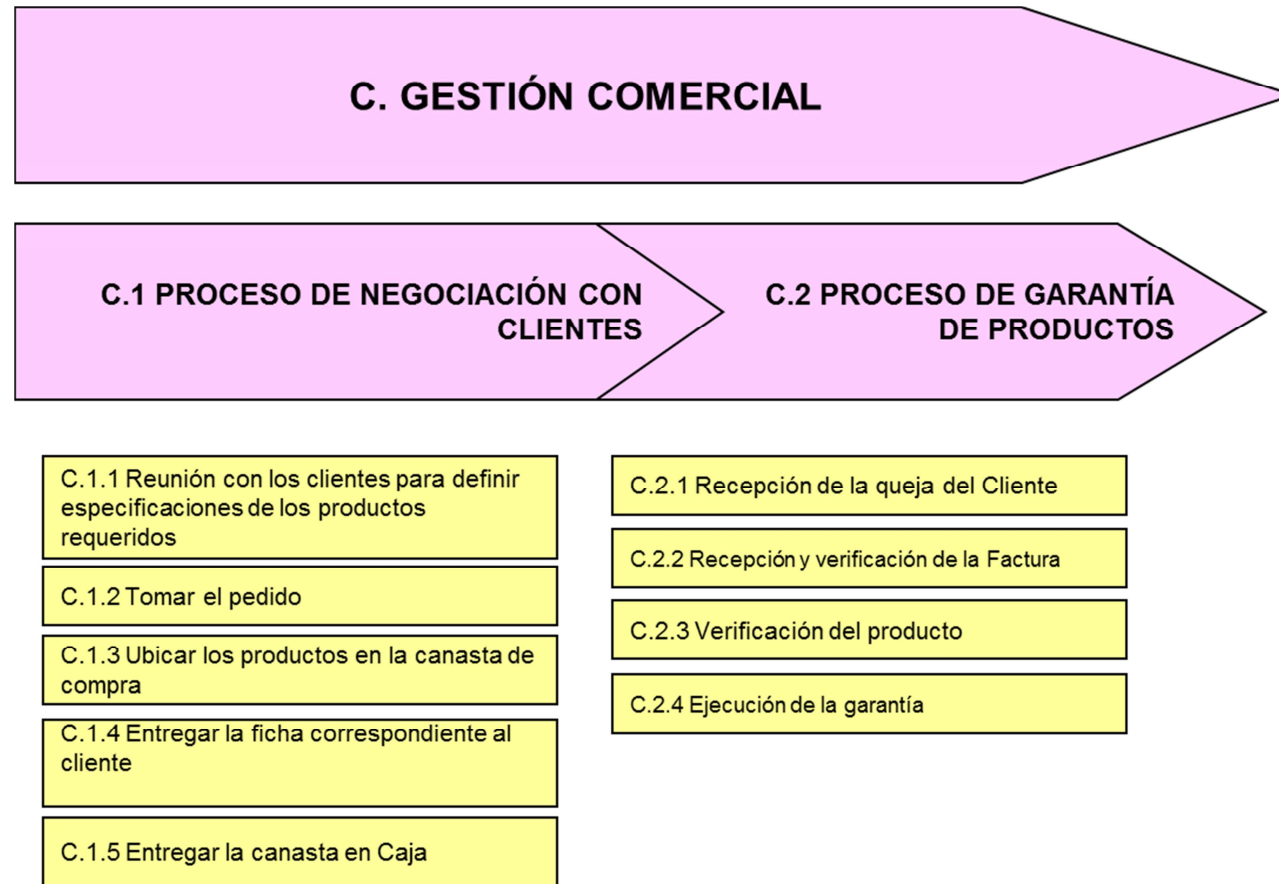 C. GESTIÓN COMERCIAL
C.1 PROCESO DE NEGOCIACIÓN CON
CLIENTES
C.2 PROCESO DE GARANTÍA
DE PRODUCTOS
C.1.1 Reunión con los clientes para definir
especificaciones de los productos
requeridos
C.1.2 Tomar el pedido
C.1.3 Ubicar los productos en la canasta de
compra
C.1.4 Entregar la ficha correspondiente al
cliente
C.1.5 Entregar la canasta en Caja
C.2.1 Recepción de la queja del Cliente
C.2.2 Recepción y verificación de la Factura
C.2.3 Verificación del producto
C.2.4 Ejecución de la garantía